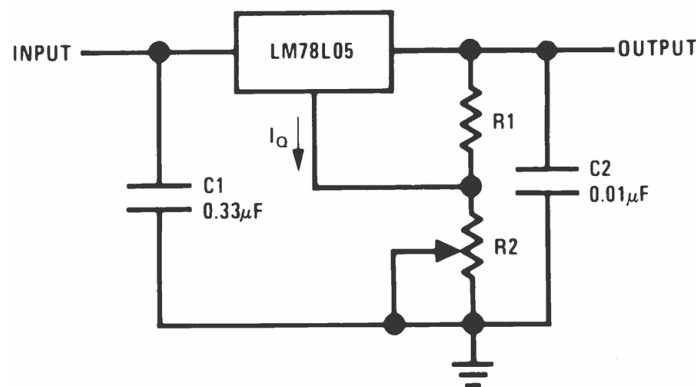 INPUT
LM78L05
OUTPUT
R1
IQ
C2
0.01µF
C1
0.33µF
R2